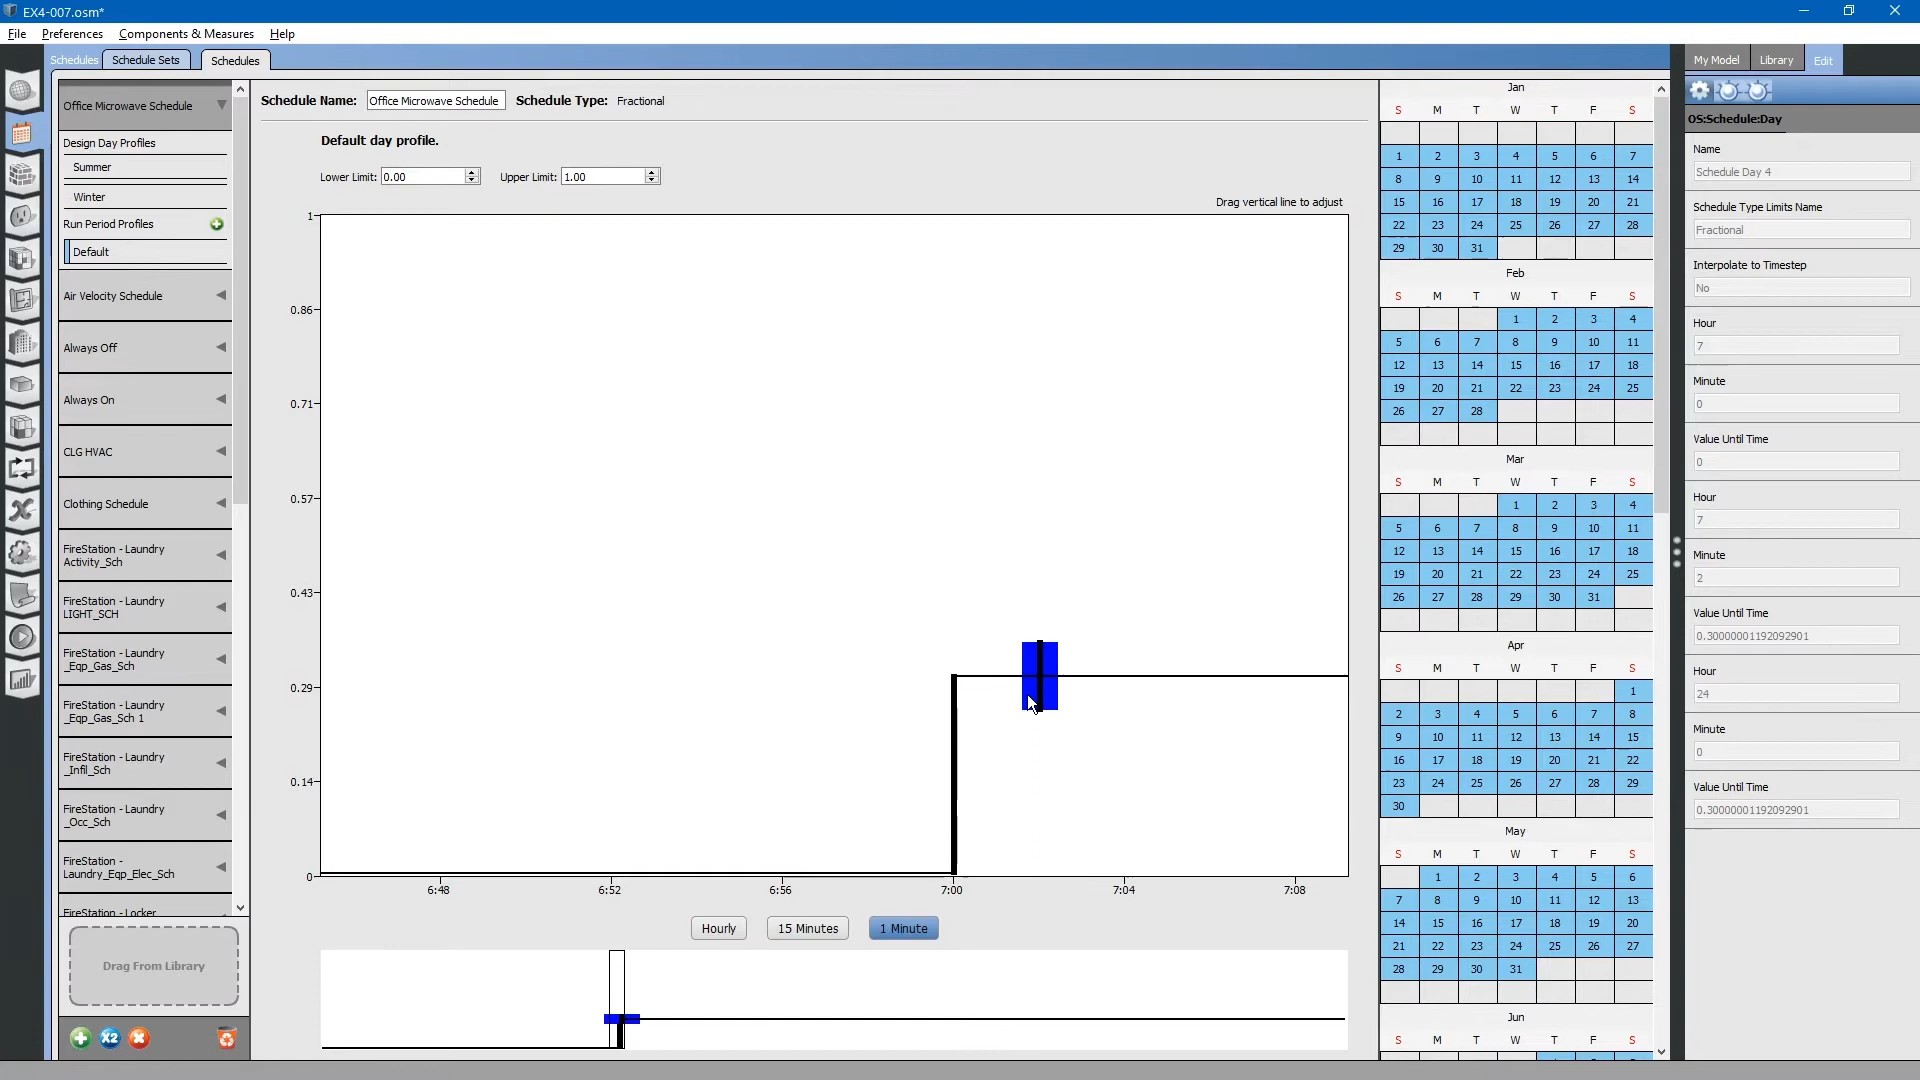 EX4-007.osm*
File Preferences Components & Measures Help
Schedules Schedule Sets Schedules
My Model Library Edit
Office Microwave Schedule
Design Day Profiles
Summer
Winter
Run Period Profiles
Default
Air Velocity Schedule
Always Off
Always On
CLG HVAC
Clothing Schedule
FireStation - Laundry
Activity_Sch
FireStation - Laundry
LIGHT_SCH
FireStation - Laundry
_Eqp_Gas_Sch
FireStation - Laundry
_Eqp_Gas_Sch 1
FireStation - Laundry
_Infil_Sch
FireStation - Laundry
_Occ_Sch
FireStation -
Laundry_Eqp_Elec_Sch
FireStation - Locker
Drag From Library
X2
Schedule Name: Office Microwave Schedule Schedule Type: Fractional
Default day profile.
Lower Limit: 0.00 Upper Limit: 1.00
Drag vertical line to adjust
1
0.86
0.71
0.57
0.43
0.29
0.14
0
6:48 6:52 6:56 7:00 7:04 7:08
Hourly 15 Minutes 1 Minute
Jan
S M T W T F S
1 2 3 4 5 6 7
8 9 10 11 12 13 14
15 16 17 18 19 20 21
22 23 24 25 26 27 28
29 30 31
Feb
S M T W T F S
1 2 3 4
5 6 7 8 9 10 11
12 13 14 15 16 17 18
19 20 21 22 23 24 25
26 27 28
Mar
S M T W T F S
1 2 3 4
5 6 7 8 9 10 11
12 13 14 15 16 17 18
19 20 21 22 23 24 25
26 27 28 29 30 31
Apr
S M T W T F S
1
2 3 4 5 6 7 8
9 10 11 12 13 14 15
16 17 18 19 20 21 22
23 24 25 26 27 28 29
30
May
S M T W T F S
1 2 3 4 5 6
7 8 9 10 11 12 13
14 15 16 17 18 19 20
21 22 23 24 25 26 27
28 29 30 31
Jun
S M T W T F S
OS:Schedule:Day
Name
Schedule Day 4
Schedule Type Limits Name
Fractional
Interpolate to Timestep
No
Hour
7
Minute
0
Value Until Time
0
Hour
7
Minute
2
Value Until Time
0.30000001192092901
Hour
24
Minute
0
Value Until Time
0.30000001192092901